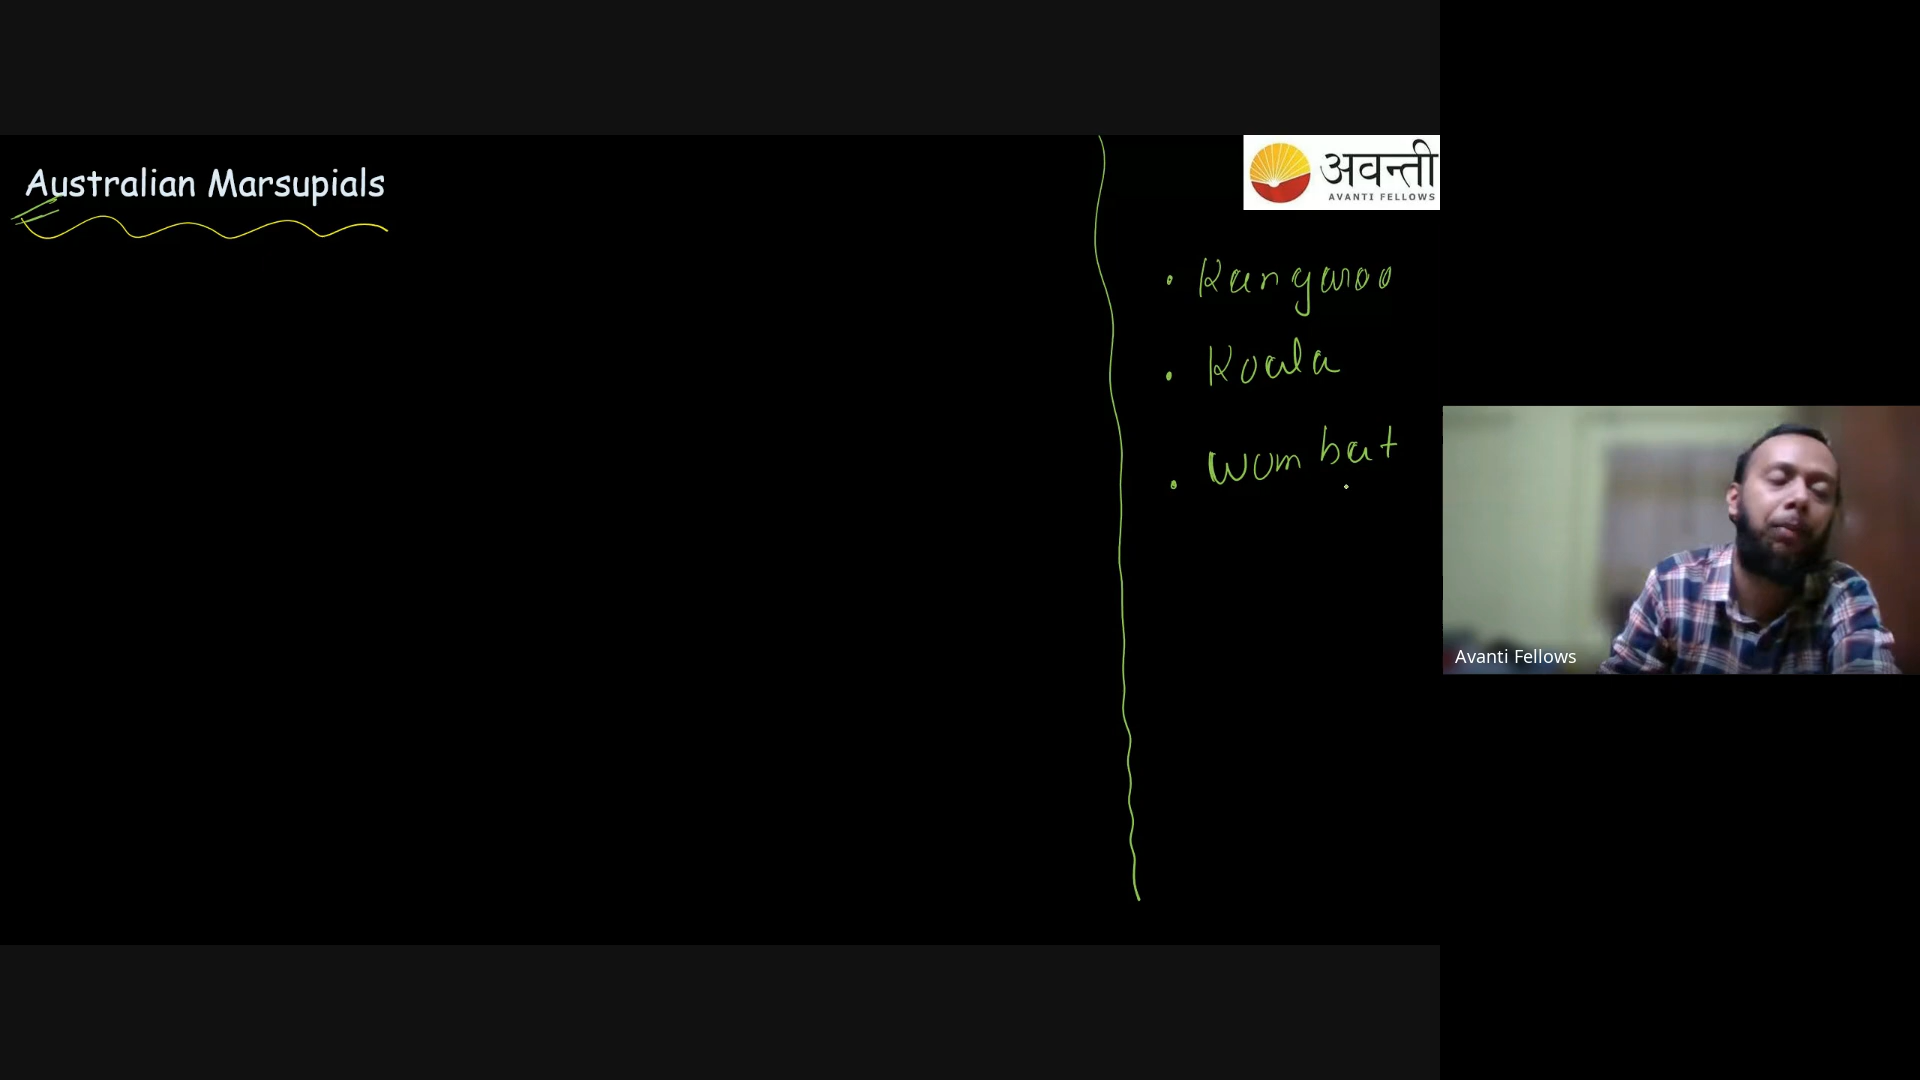 Australian Marsupials
अवन्ती
AVANTI FELLOWS
• Kangaroo
• Koala
• Wombat
Avanti Fellows